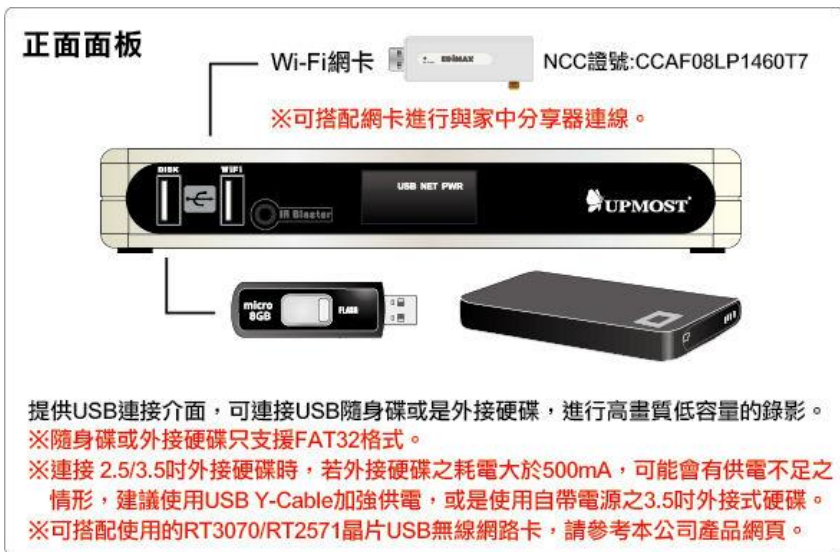 正面面板
Wi-Fi網卡
EDIMAX
NCC證號:CCAF08LP1460T7
※可搭配網卡進行與家中分享器連線。
DISK
WiFi
IR Blaster
USB NET PWR
UPMOST
micro
8GB
FLASH
提供USB連接介面，可連接USB隨身碟或是外接硬碟，進行高畫質低容量的錄影。
※隨身碟或外接硬碟只支援FAT32格式。
※連接 2.5/3.5吋外接硬碟時，若外接硬碟之耗電大於500mA，可能會有供電不足之
情形，建議使用USB Y-Cable加強供電，或是使用自帶電源之3.5吋外接式硬碟。
※可搭配使用的RT3070/RT2571晶片USB無線網路卡，請參考本公司產品網頁。